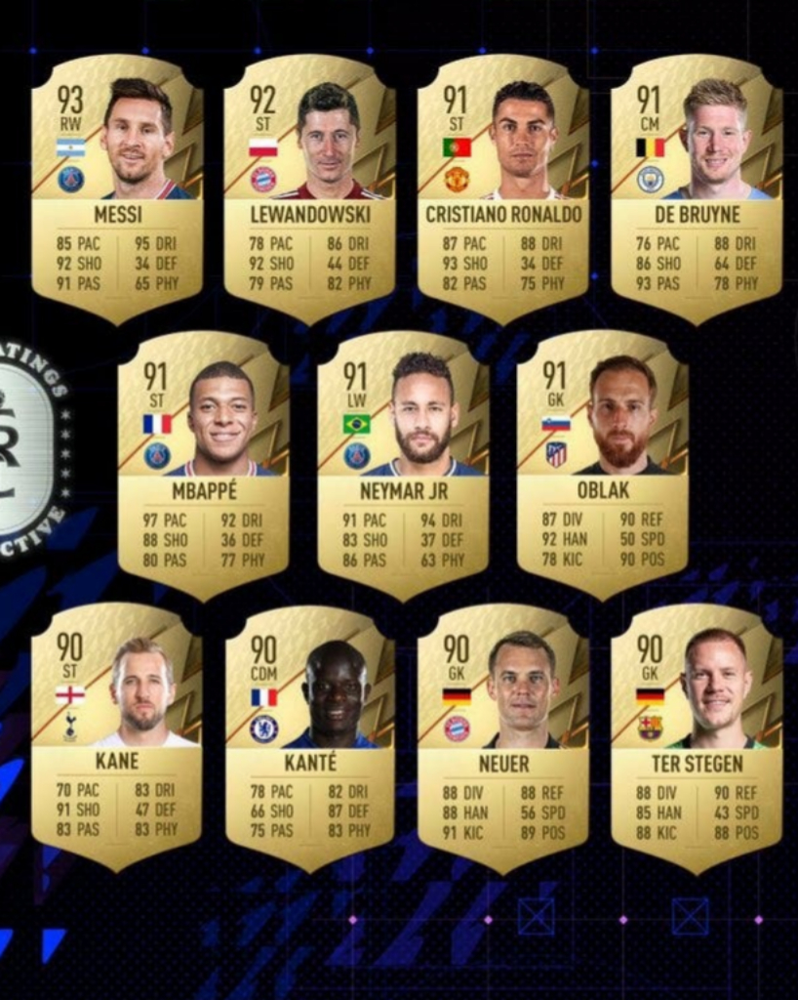 93
RW
MESSI
85 PAC 95 DRI
92 SHO 34 DEF
91 PAS 65 PHY
92
ST
LEWANDOWSKI
78 PAC 86 DRI
92 SHO 44 DEF
79 PAS 82 PHY
91
ST
CRISTIANO RONALDO
87 PAC 88 DRI
93 SHO 34 DEF
82 PAS 75 PHY
91
CM
DE BRUYNE
76 PAC 88 DRI
86 SHO 64 DEF
93 PAS 78 PHY
ATINGS
R
CTIVE
91
ST
MBAPPÉ
97 PAC 92 DRI
88 SHO 36 DEF
80 PAS 77 PHY
91
LW
NEYMAR JR
91 PAC 94 DRI
83 SHO 37 DEF
86 PAS 63 PHY
91
GK
OBLAK
87 DIV 90 REF
92 HAN 50 SPD
78 KIC 90 POS
90
ST
KANE
70 PAC 83 DRI
91 SHO 47 DEF
83 PAS 83 PHY
90
CDM
KANTÉ
78 PAC 82 DRI
66 SHO 87 DEF
75 PAS 83 PHY
90
GK
NEUER
88 DIV 88 REF
88 HAN 56 SPD
91 KIC 89 POS
90
GK
TER STEGEN
88 DIV 90 REF
85 HAN 43 SPD
88 KIC 88 POS